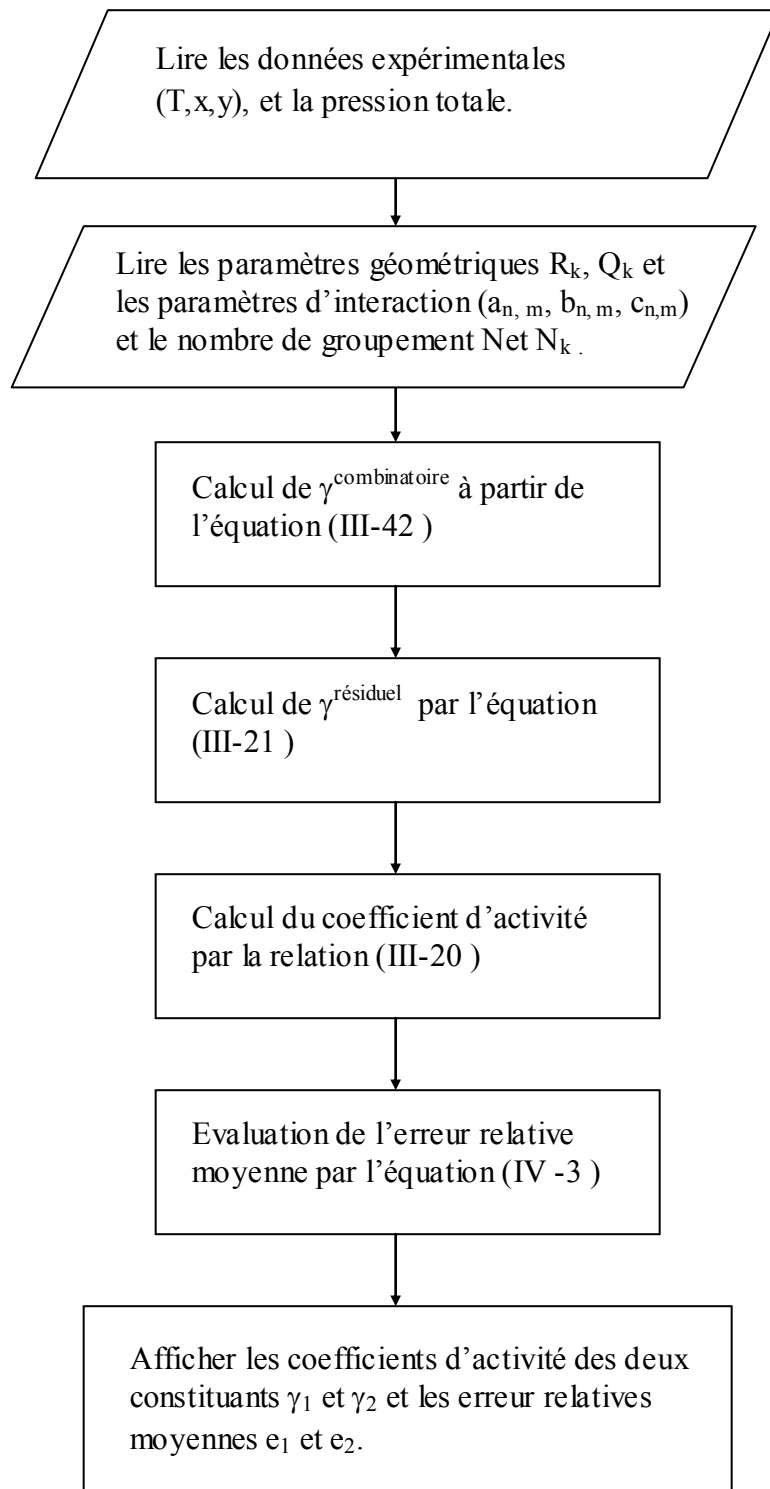 Lire les données expérimentales
(T,x,y), et la pression totale.
Lire les paramètres géométriques Rₖ, Qₖ et
les paramètres d’interaction (aₙ, ₘ, bₙ, ₘ, cₙ,ₘ)
et le nombre de groupement Net Nₖ .
Calcul de γ^combinatoire à partir de
l’équation (III-42 )
Calcul de γ^résiduel par l’équation
(III-21 )
Calcul du coefficient d’activité
par la relation (III-20 )
Evaluation de l’erreur relative
moyenne par l’équation (IV -3 )
Afficher les coefficients d’activité des deux
constituants γ₁ et γ₂ et les erreur relatives
moyennes e₁ et e₂.